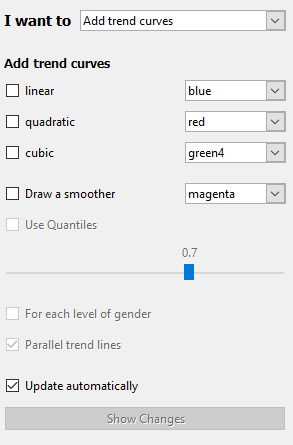 I want to Add trend curves
Add trend curves
linear blue
quadratic red
cubic green4
Draw a smoother magenta
Use Quantiles
0.7
For each level of gender
Parallel trend lines
Update automatically
Show Changes